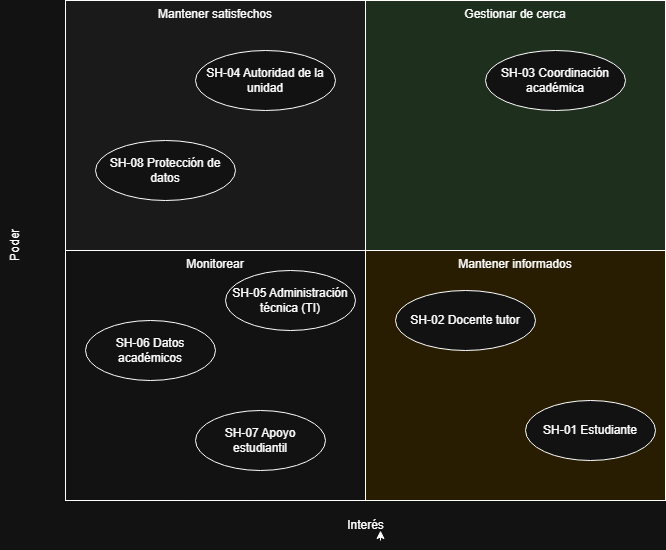 Mantener satisfechos
Gestionar de cerca
SH-04 Autoridad de la
unidad
SH-03 Coordinación
académica
SH-08 Protección de
datos
Poder
Monitorear
Mantener informados
SH-05 Administración
técnica (TI)
SH-02 Docente tutor
SH-06 Datos
académicos
SH-07 Apoyo
estudiantil
SH-01 Estudiante
Interés